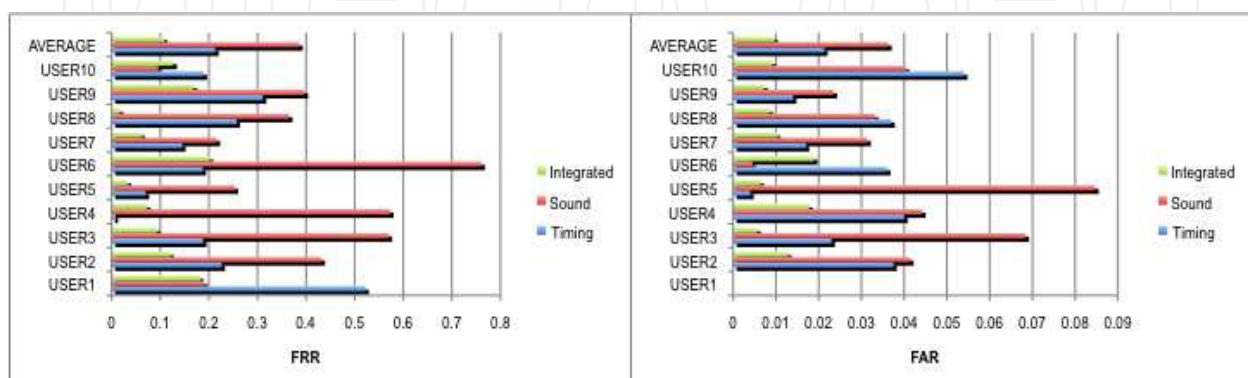 AVERAGE
USER10
USER9
USER8
USER7
USER6
USER5
USER4
USER3
USER2
USER1
Integrated
Sound
Timing
0 0.1 0.2 0.3 0.4 0.5 0.6 0.7 0.8
FRR
AVERAGE
USER10
USER9
USER8
USER7
USER6
USER5
USER4
USER3
USER2
USER1
Integrated
Sound
Timing
0 0.01 0.02 0.03 0.04 0.05 0.06 0.07 0.08 0.09
FAR